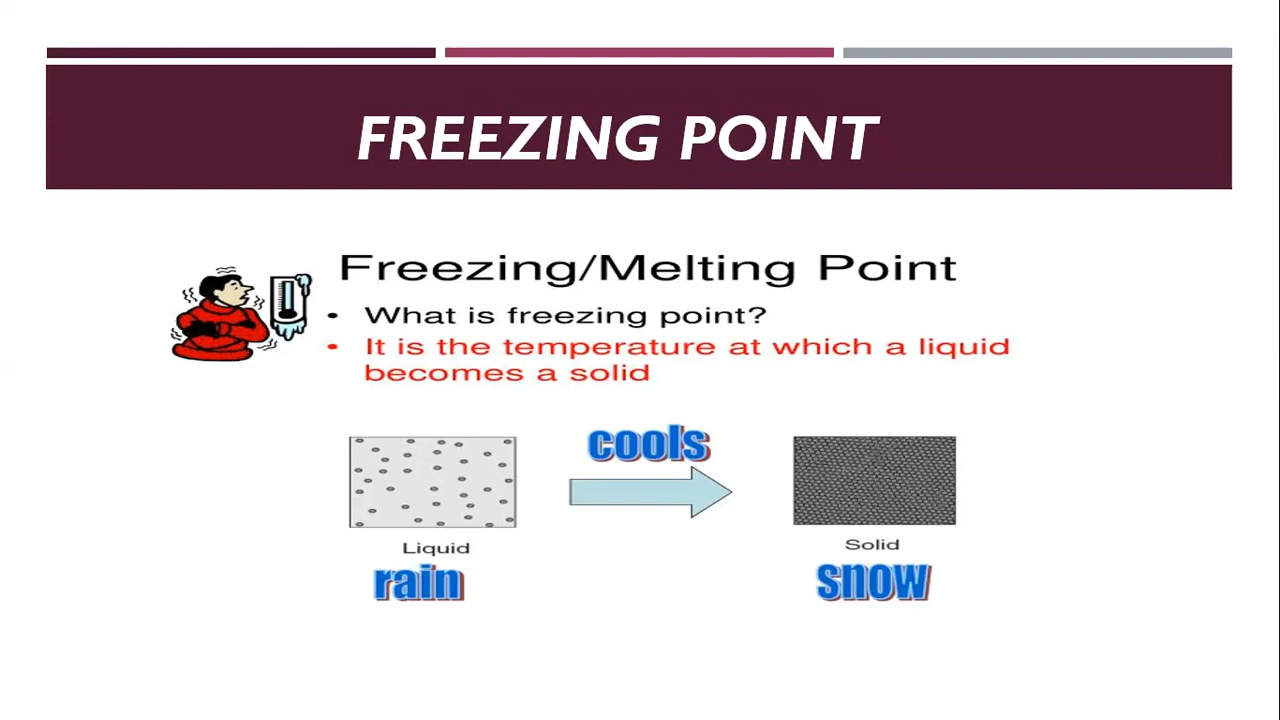 FREEZING POINT
Freezing/Melting Point
• What is freezing point?
• It is the temperature at which a liquid
becomes a solid
cools
Liquid
Solid
rain
snow